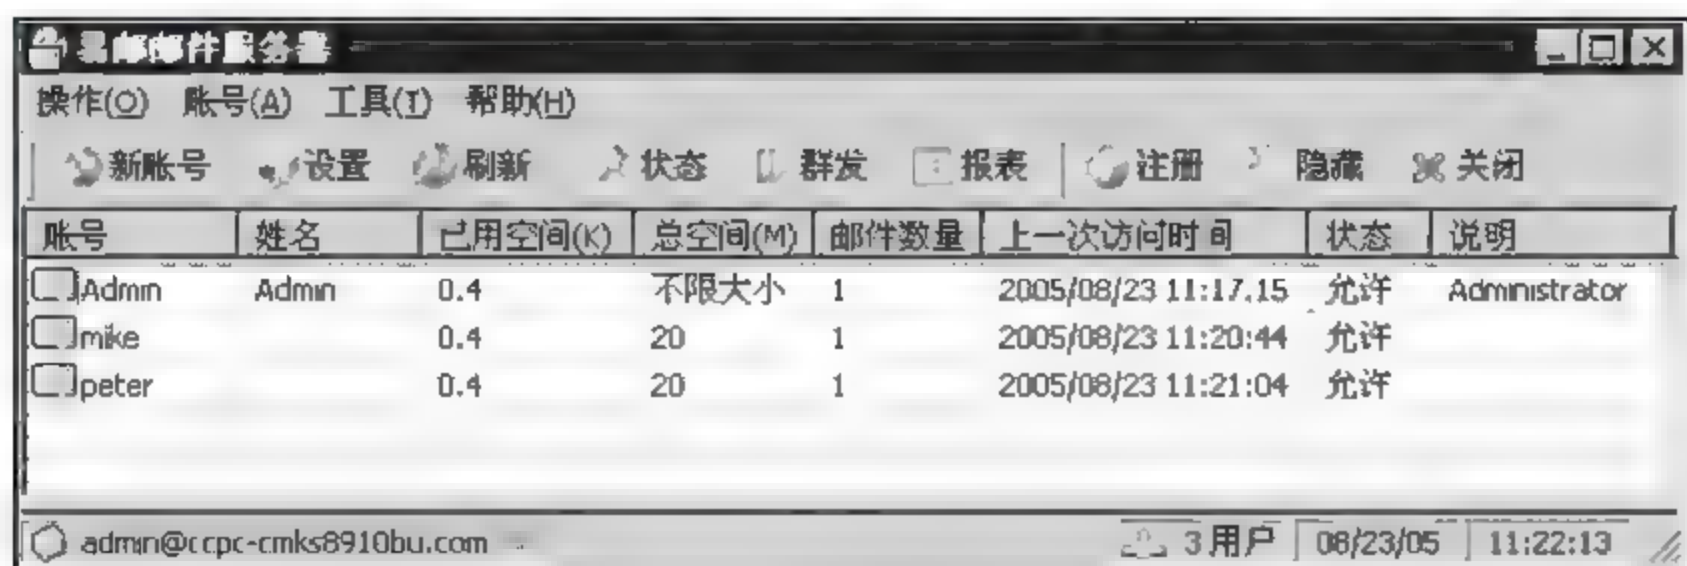 易邮邮件服务器
操作(O) 账号(A) 工具(T) 帮助(H)
新账号 设置 刷新 状态 群发 报表 注册 隐藏 关闭
账号 姓名 已用空间(K) 总空间(M) 邮件数量 上一次访问时间 状态 说明
Admin Admin 0.4 不限大小 1 2005/08/23 11:17:15 允许 Administrator
mike 0.4 20 1 2005/08/23 11:20:44 允许
peter 0.4 20 1 2005/08/23 11:21:04 允许
admin@ccpc-cmks8910bu.com 3用户 08/23/05 11:22:13